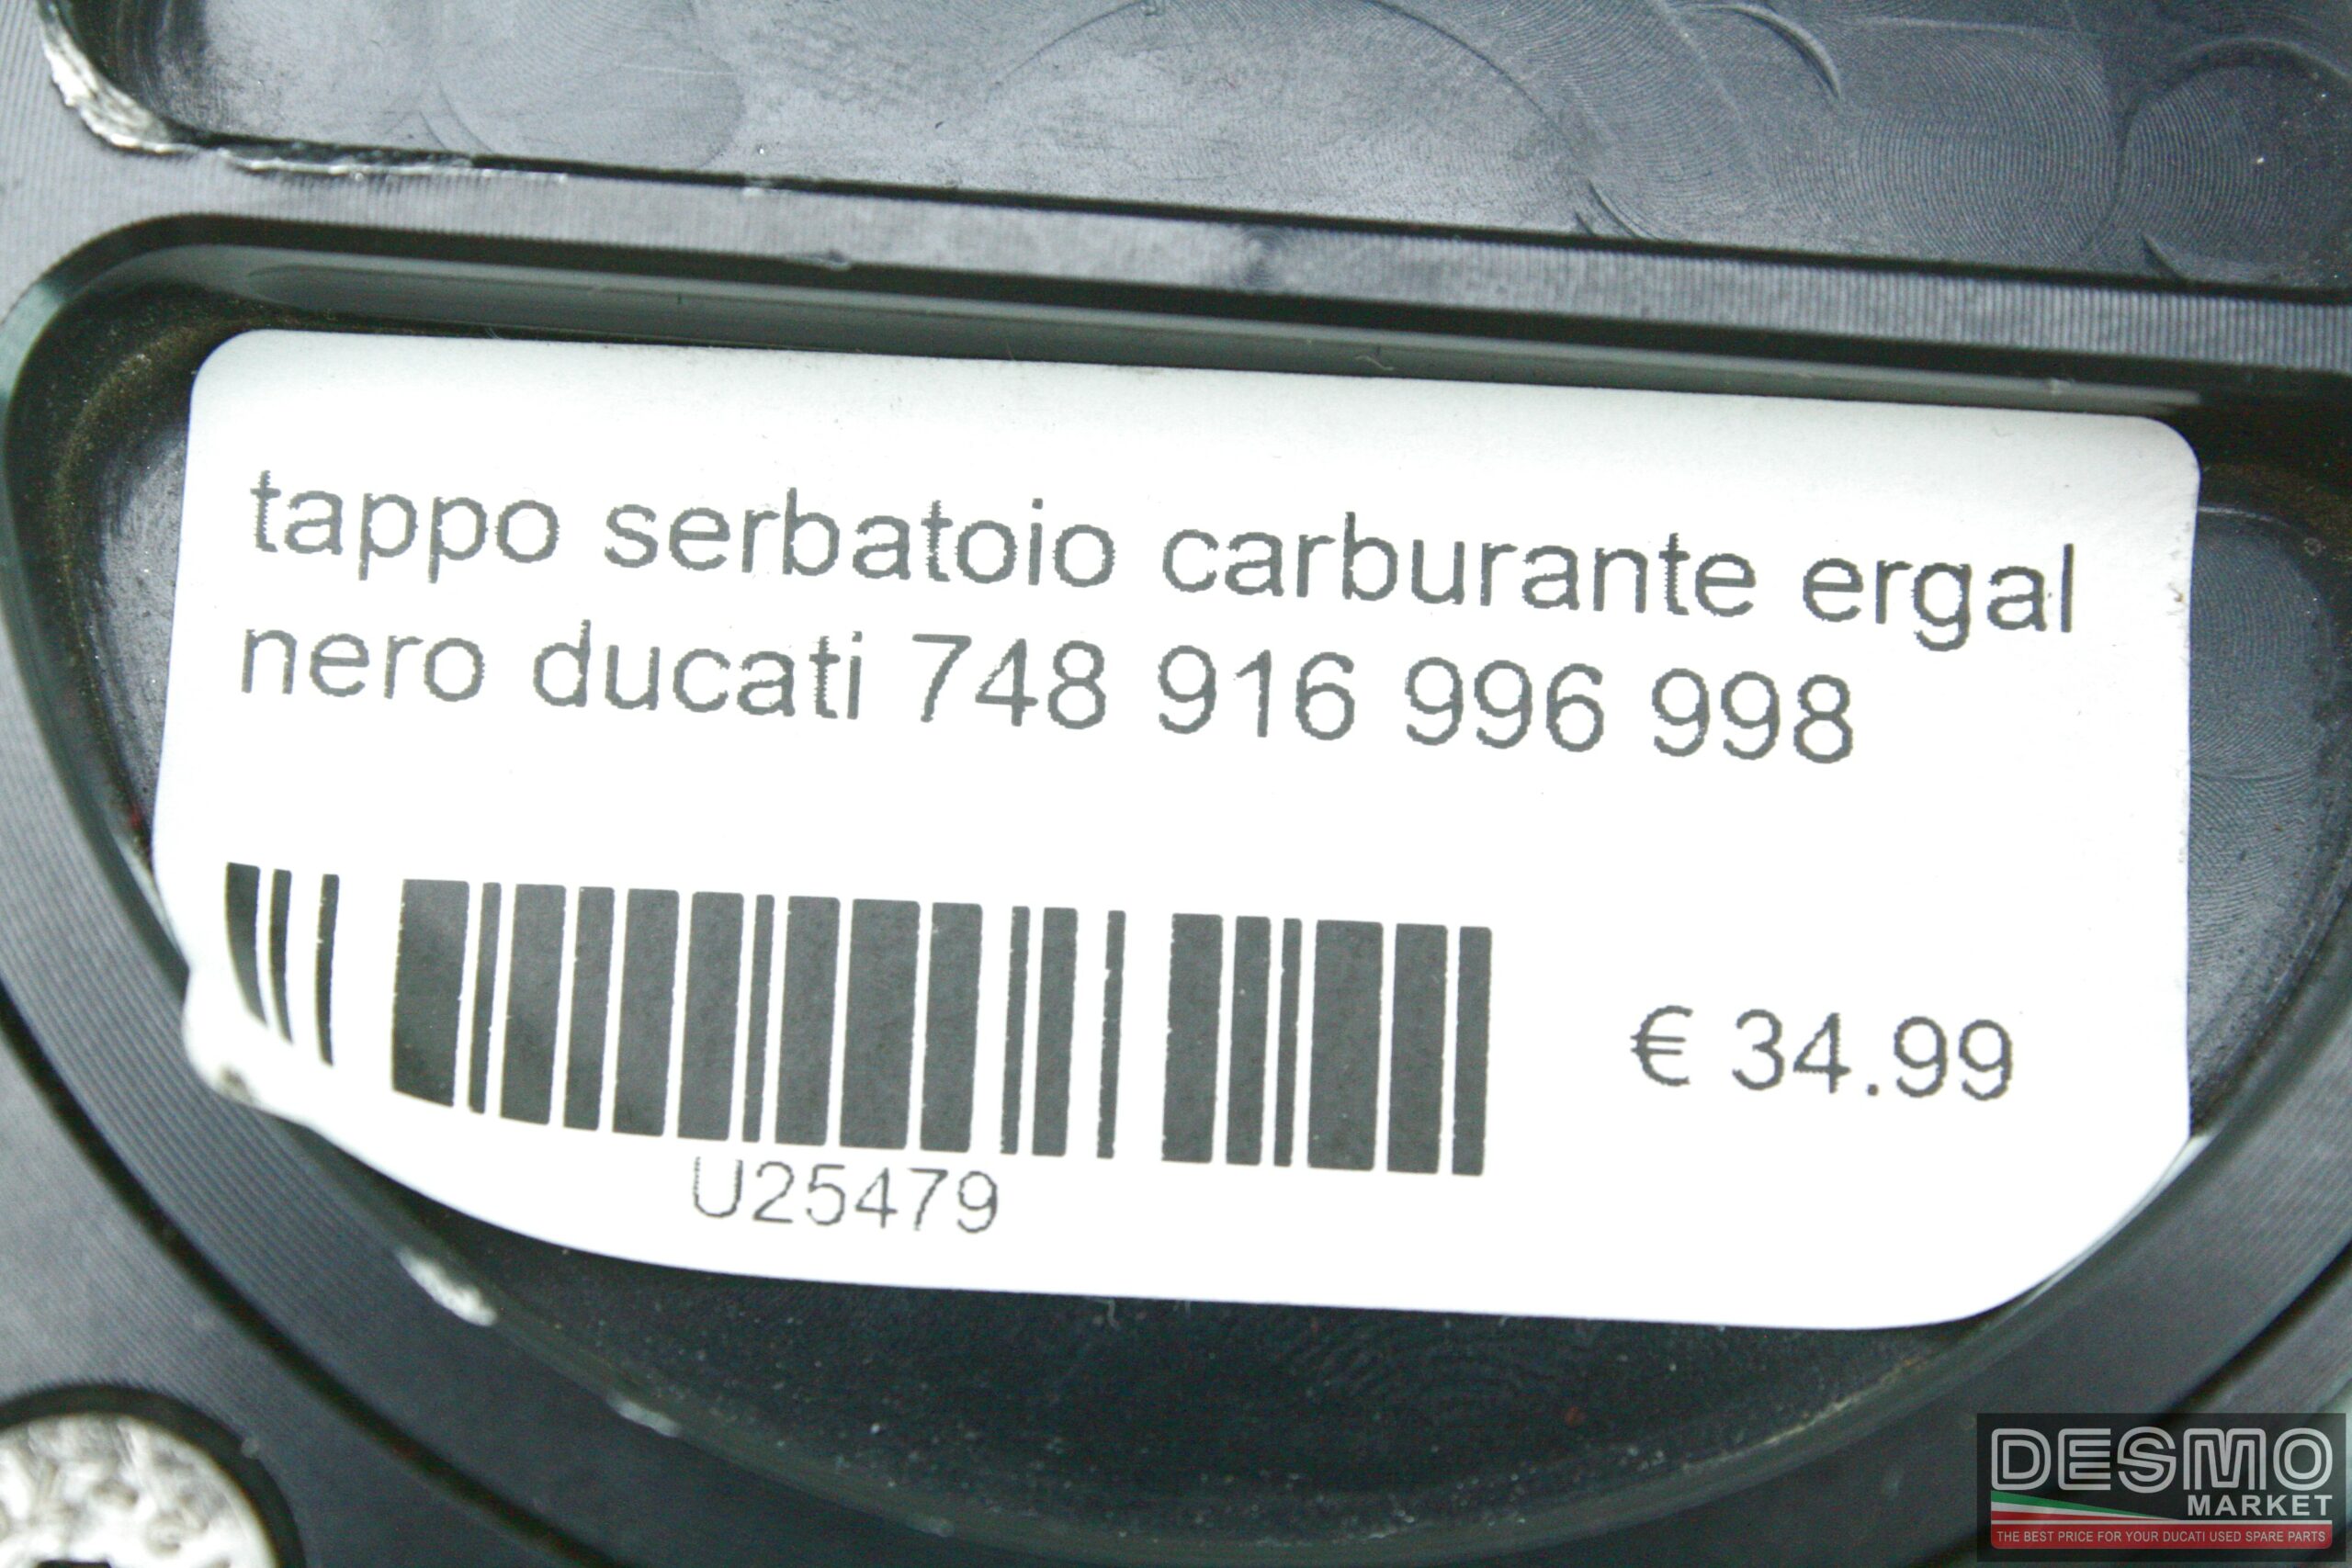 tappo serbatoio carburante ergal
nero ducati 748 916 996 998
€ 34.99
U25479
DESMO
MARKET
THE BEST PRICE FOR YOUR DUCATI USED SPARE PARTS